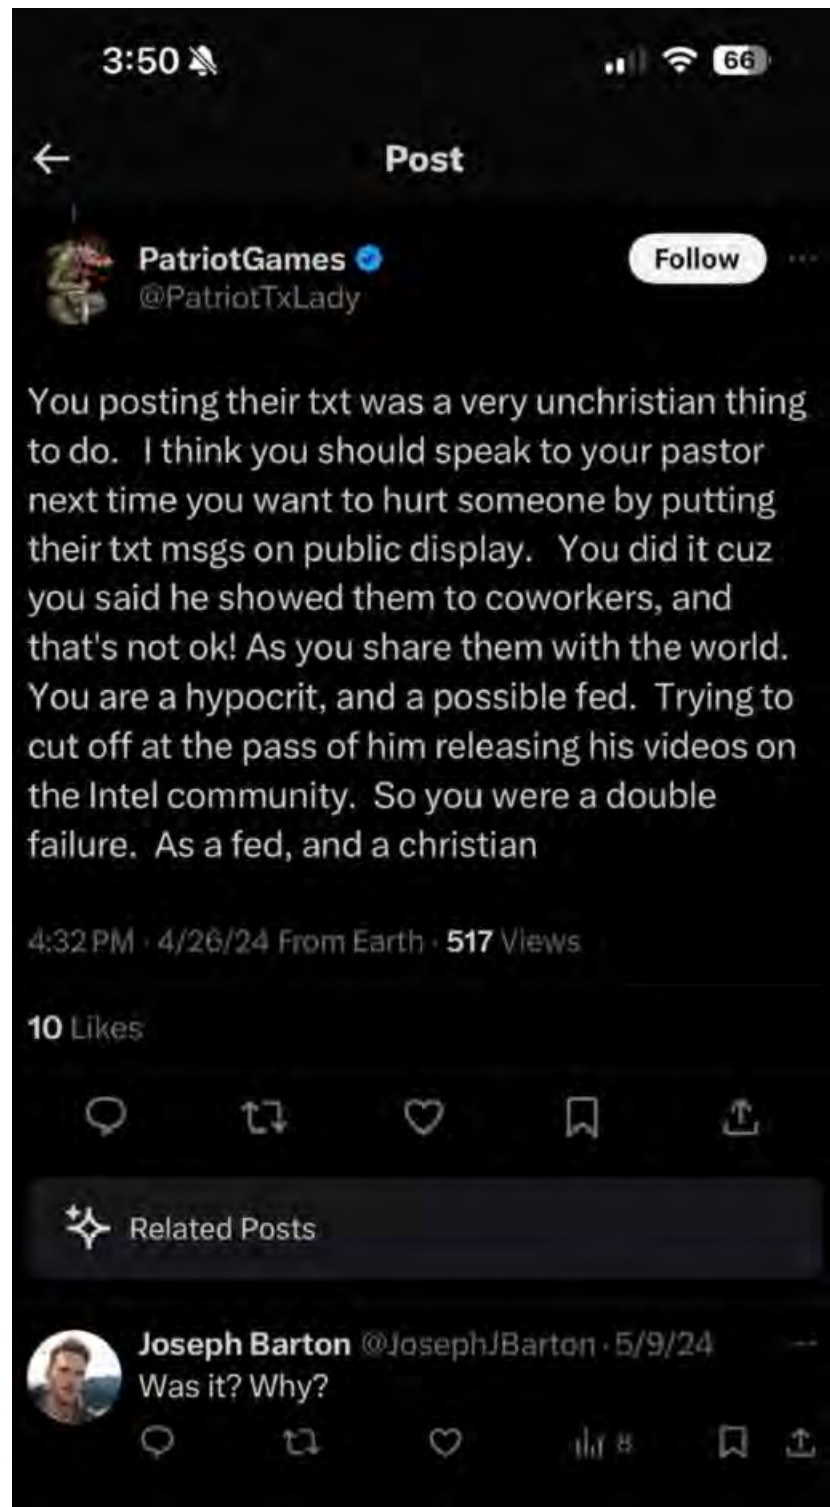 3:50
66
Post
PatriotGames
Follow
@PatriotTxLady
You posting their txt was a very unchristian thing
to do.   I think you should speak to your pastor
next time you want to hurt someone by putting
their txt msgs on public display.   You did it cuz
you said he showed them to coworkers, and
that's not ok! As you share them with the world.
You are a hypocrit, and a possible fed.  Trying to
cut off at the pass of him releasing his videos on
the Intel community.  So you were a double
failure.  As a fed, and a christian
4:32 PM · 4/26/24 From Earth · 517 Views
10 Likes
Related Posts
Joseph Barton @JosephJBarton · 5/9/24
Was it? Why?
8